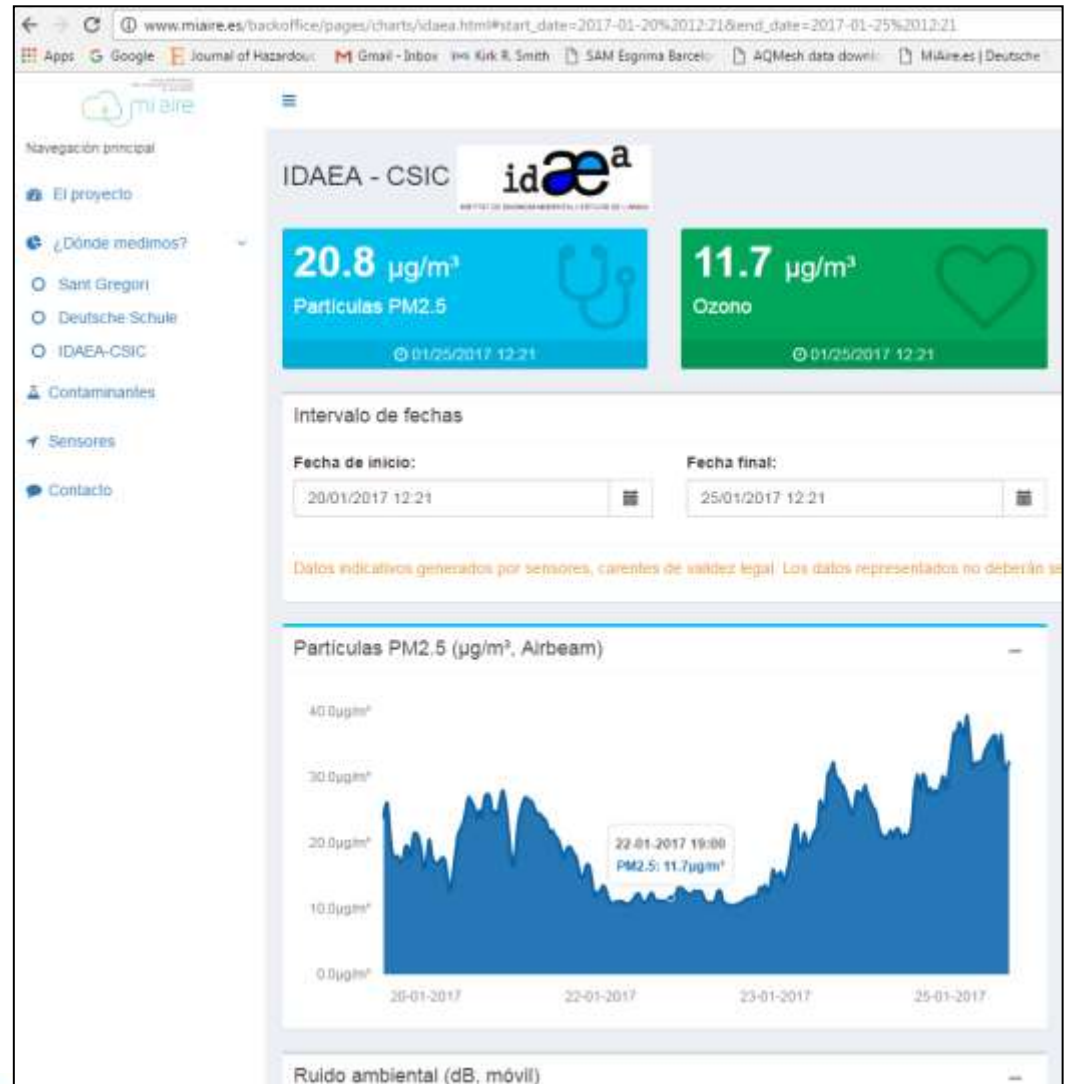 www.miaire.es/backoffice/pages/charts/idaea.html#start_date=2017-01-20%2012:21&end_date=2017-01-25%2012:21
Apps Google Journal of Hazardou: Gmail - Inbox Kirk R. Smith SAM Esgrima Barcelo AQMesh data downl MiAire.es | Deutsche
mi aire
Navegación principal
El proyecto
¿Dónde medimos?
Sant Gregori
Deutsche Schule
IDAEA-CSIC
Contaminantes
Sensores
Contacto
IDAEA - CSIC
idæa
20.8 µg/m³
Partículas PM2.5
01/25/2017 12:21
11.7 µg/m³
Ozono
01/25/2017 12:21
Intervalo de fechas
Fecha de inicio:
20/01/2017 12:21
Fecha final:
25/01/2017 12:21
Datos indicativos generados por sensores, carentes de validez legal. Los datos representados no deberán se
Partículas PM2.5 (µg/m³, Airbeam)
40.0µg/m³
30.0µg/m³
20.0µg/m³
10.0µg/m³
0.0µg/m³
22-01-2017 19:00
PM2.5: 11.7µg/m³
20-01-2017 22-01-2017 23-01-2017 25-01-2017
Ruido ambiental (dB, móvil)